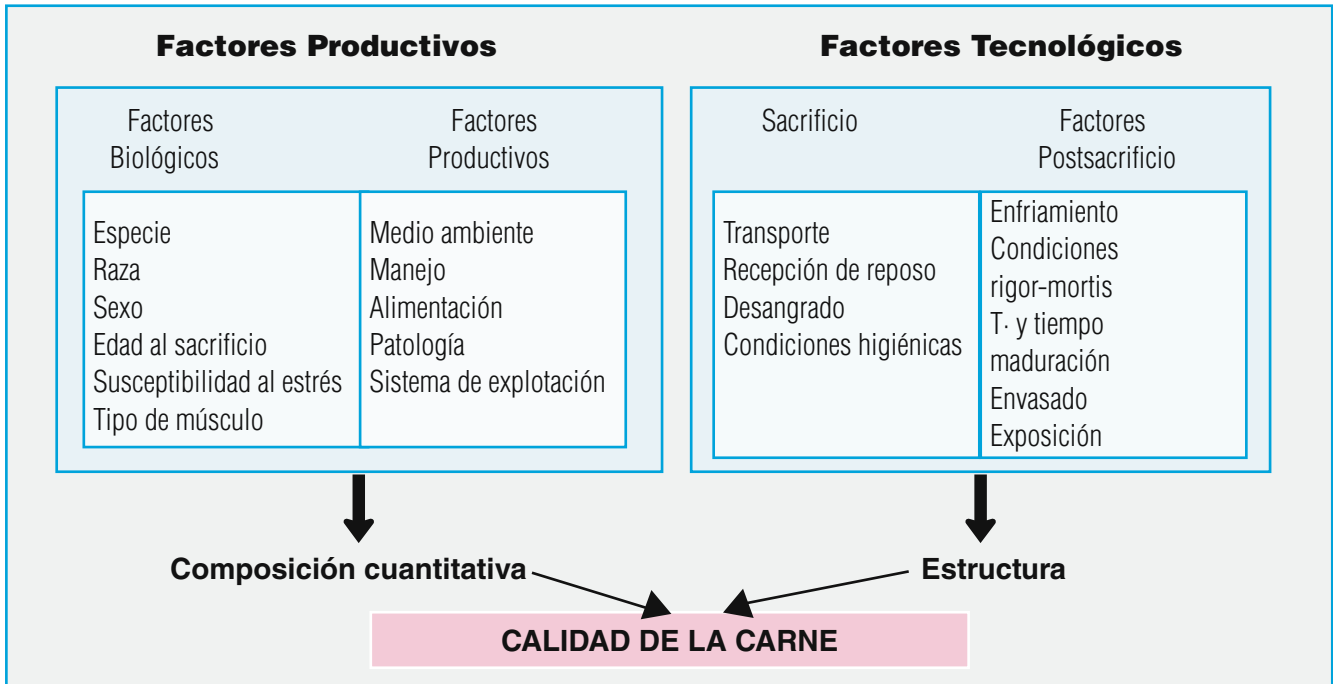 Factores Productivos
Factores Tecnológicos
Factores
Biológicos
Factores
Productivos
Especie
Raza
Sexo
Edad al sacrificio
Susceptibilidad al estrés
Tipo de músculo
Medio ambiente
Manejo
Alimentación
Patología
Sistema de explotación
Sacrificio
Factores
Postsacrificio
Transporte
Recepción de reposo
Desangrado
Condiciones higiénicas
Enfriamiento
Condiciones
rigor-mortis
T· y tiempo
maduración
Envasado
Exposición
Composición cuantitativa
Estructura
CALIDAD DE LA CARNE